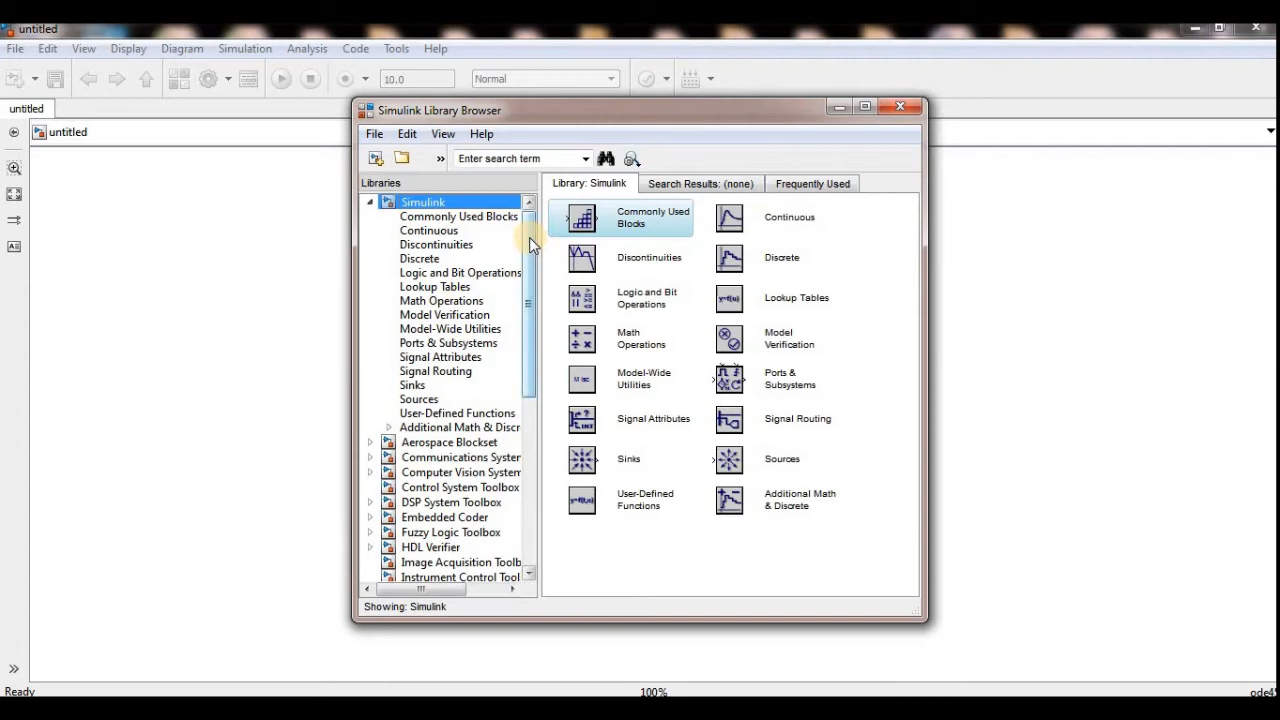 untitled
File Edit View Display Diagram Simulation Analysis Code Tools Help
10.0 Normal
untitled
untitled
Simulink Library Browser
File Edit View Help
» Enter search term
Libraries
Simulink
Commonly Used Blocks
Continuous
Discontinuities
Discrete
Logic and Bit Operations
Lookup Tables
Math Operations
Model Verification
Model-Wide Utilities
Ports & Subsystems
Signal Attributes
Signal Routing
Sinks
Sources
User-Defined Functions
Additional Math & Discr
Aerospace Blockset
Communications System
Computer Vision System
Control System Toolbox
DSP System Toolbox
Embedded Coder
Fuzzy Logic Toolbox
HDL Verifier
Image Acquisition Toolb
Instrument Control Tool
Library: Simulink Search Results: (none) Frequently Used
Commonly Used
Blocks
Continuous
Discontinuities
Discrete
Logic and Bit
Operations
Lookup Tables
Math
Operations
Model
Verification
Model-Wide
Utilities
Ports &
Subsystems
Signal Attributes
Signal Routing
Sinks
Sources
User-Defined
Functions
Additional Math
& Discrete
Showing: Simulink
Ready 100% ode4